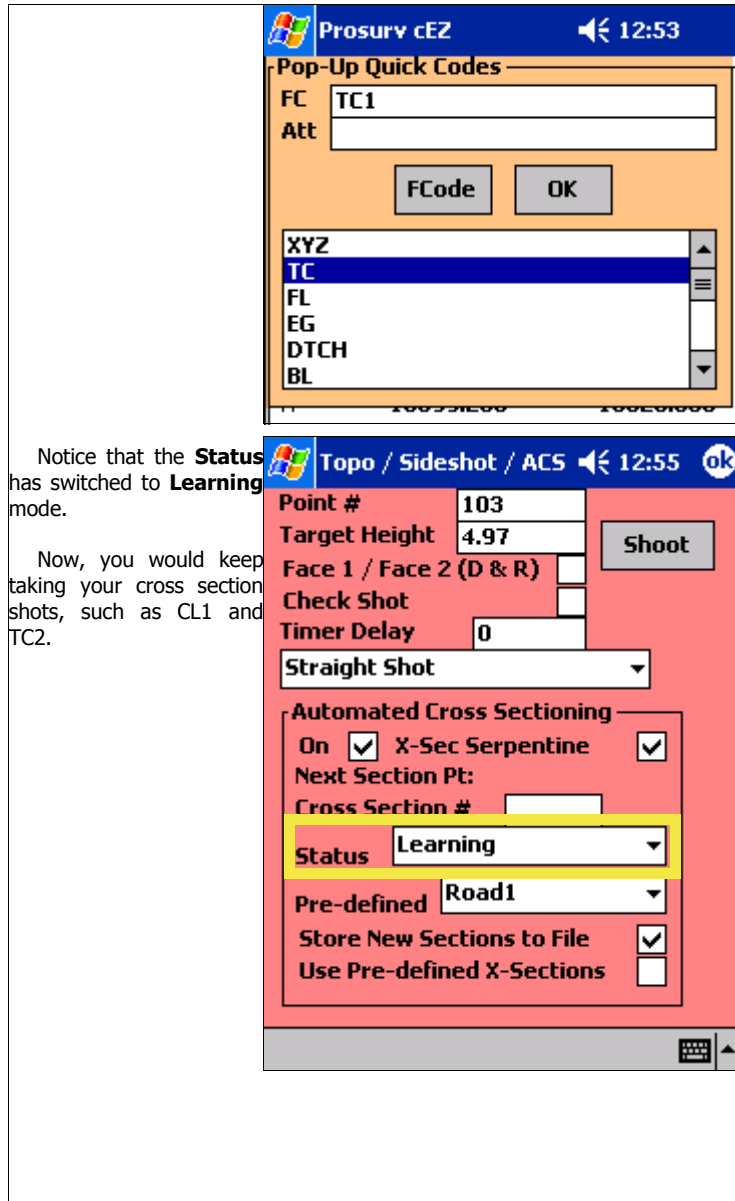 Prosurv cEZ 12:53
Pop-Up Quick Codes
FC TC1
Att
FCode OK
XYZ
TC
FL
EG
DTCH
BL
Notice that the Status
has switched to Learning
mode.
Now, you would keep
taking your cross section
shots, such as CL1 and
TC2.
Topo / Sideshot / ACS 12:55 ok
Point # 103
Target Height 4.97
Shoot
Face 1 / Face 2 (D & R)
Check Shot
Timer Delay 0
Straight Shot
Automated Cross Sectioning
On X-Sec Serpentine
Next Section Pt:
Cross Section #
Status Learning
Pre-defined Road1
Store New Sections to File
Use Pre-defined X-Sections